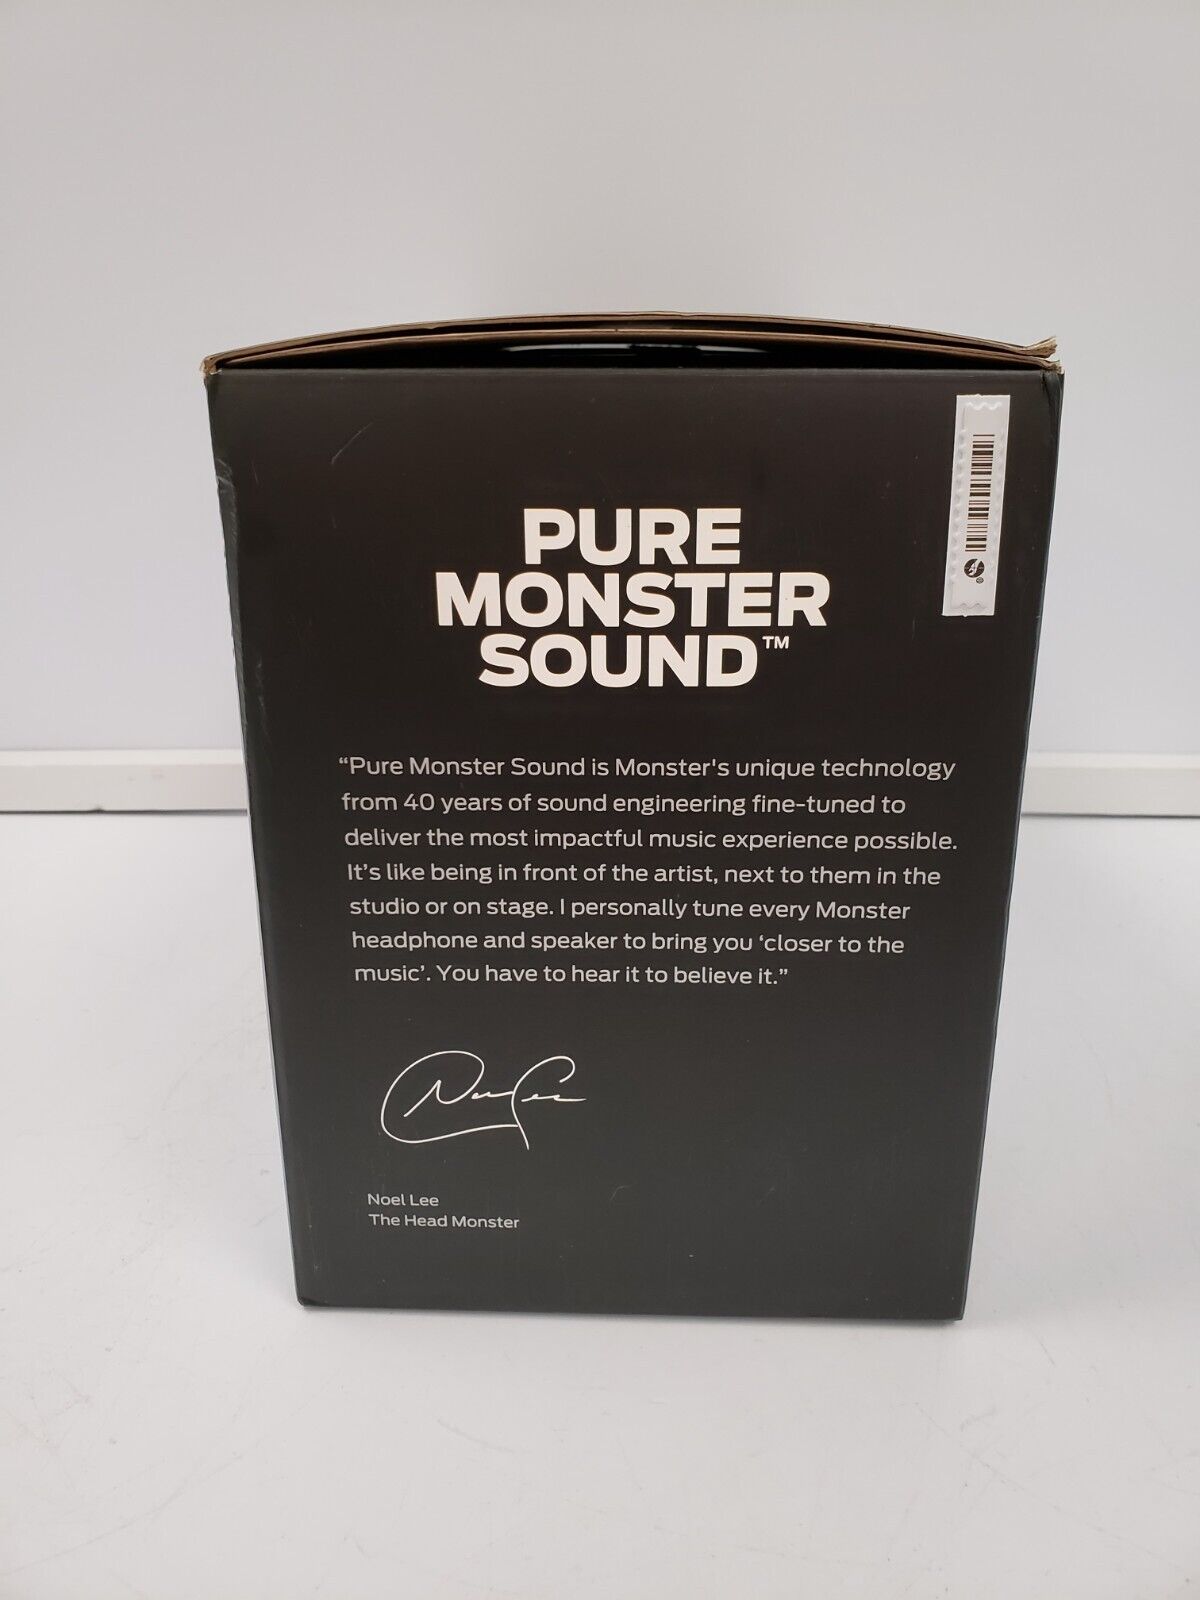 PURE
MONSTER
SOUND™
“Pure Monster Sound is Monster's unique technology
from 40 years of sound engineering fine-tuned to
deliver the most impactful music experience possible.
It’s like being in front of the artist, next to them in the
studio or on stage. I personally tune every Monster
headphone and speaker to bring you ‘closer to the
music’. You have to hear it to believe it.”
Noel Lee
Noel Lee
The Head Monster
®